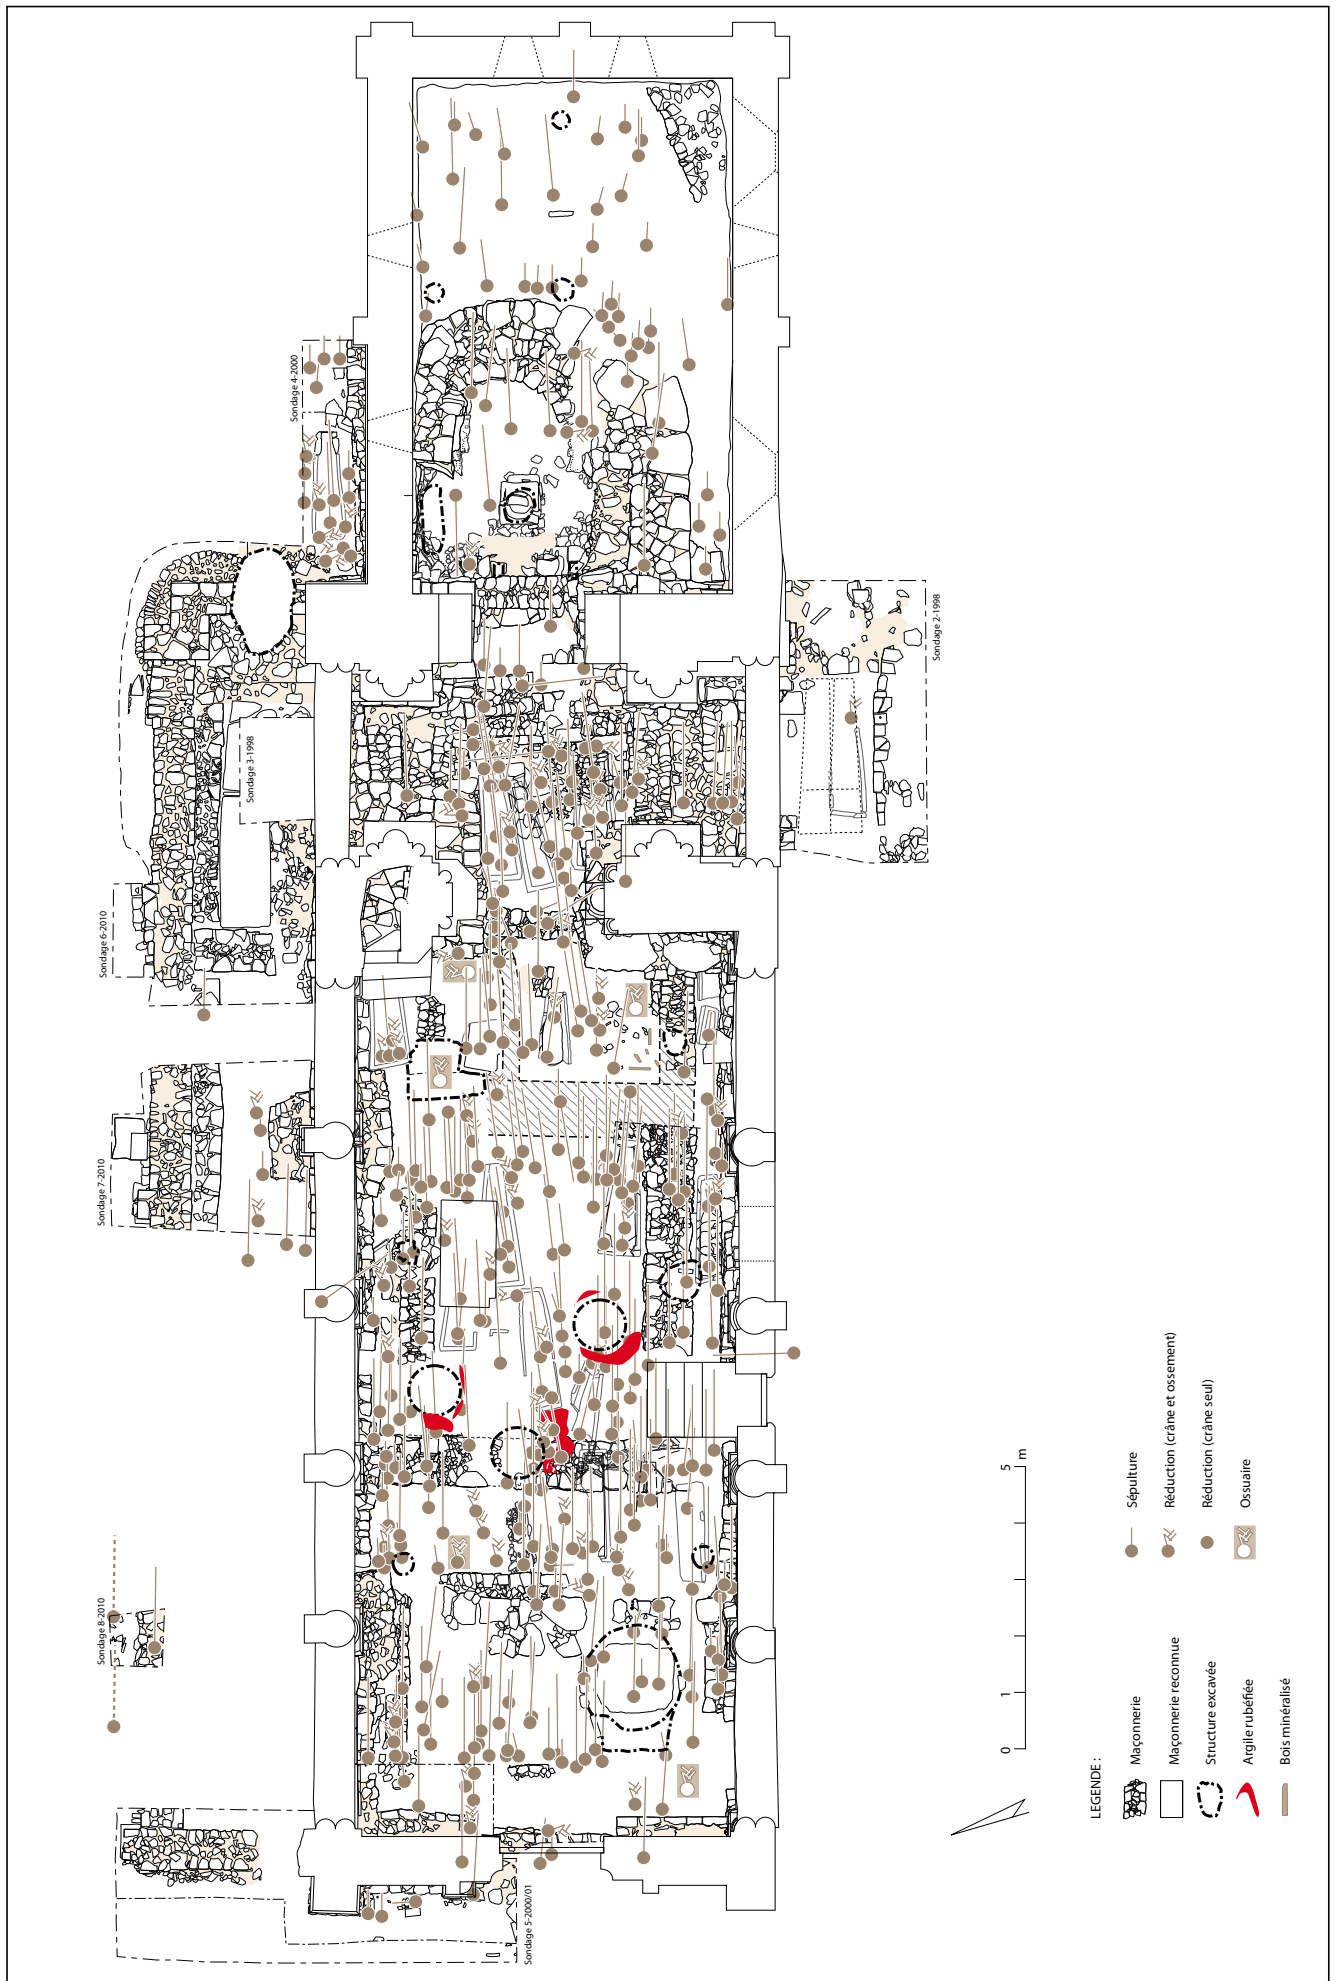 Sondage 4-2000
Sondage 3-1998
Sondage 2-1998
Sondage 6-2010
Sondage 7-2010
Sondage 8-2010
Sondage 5-2000/01
0 1 5 m
LEGENDE :
Maçonnerie
Maçonnerie reconnue
Structure excavée
Argile rubéfiée
Bois minéralisé
Sépulture
Réduction (crâne et ossement)
Réduction (crâne seul)
Ossuaire